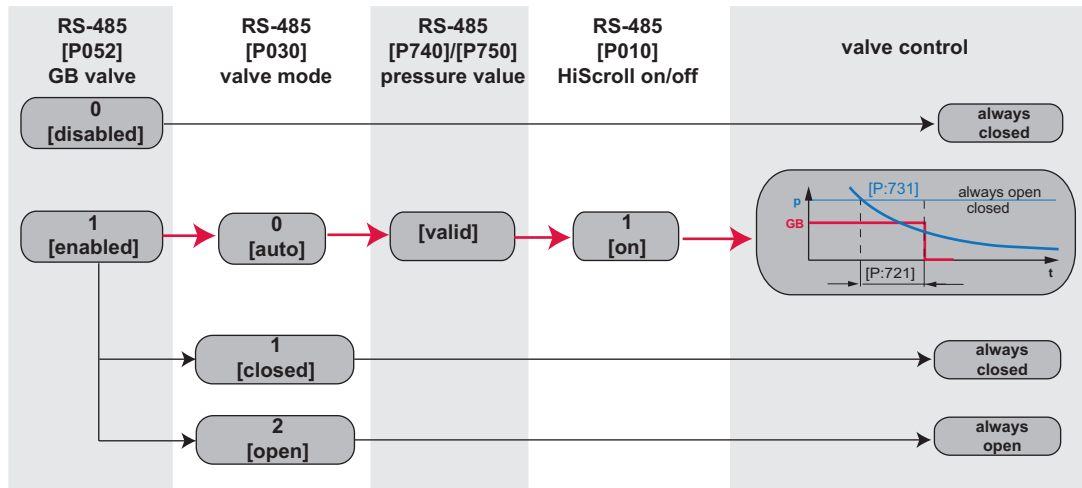 RS-485
[P052]
GB valve
RS-485
[P030]
valve mode
RS-485
[P740]/[P750]
pressure value
RS-485
[P010]
HiScroll on/off
valve control
0
[disabled]
always
closed
1
[enabled]
0
[auto]
[valid]
1
[on]
[P:731]
always open
closed
p
GB
t
[P:721]
1
[closed]
always
closed
2
[open]
always
open